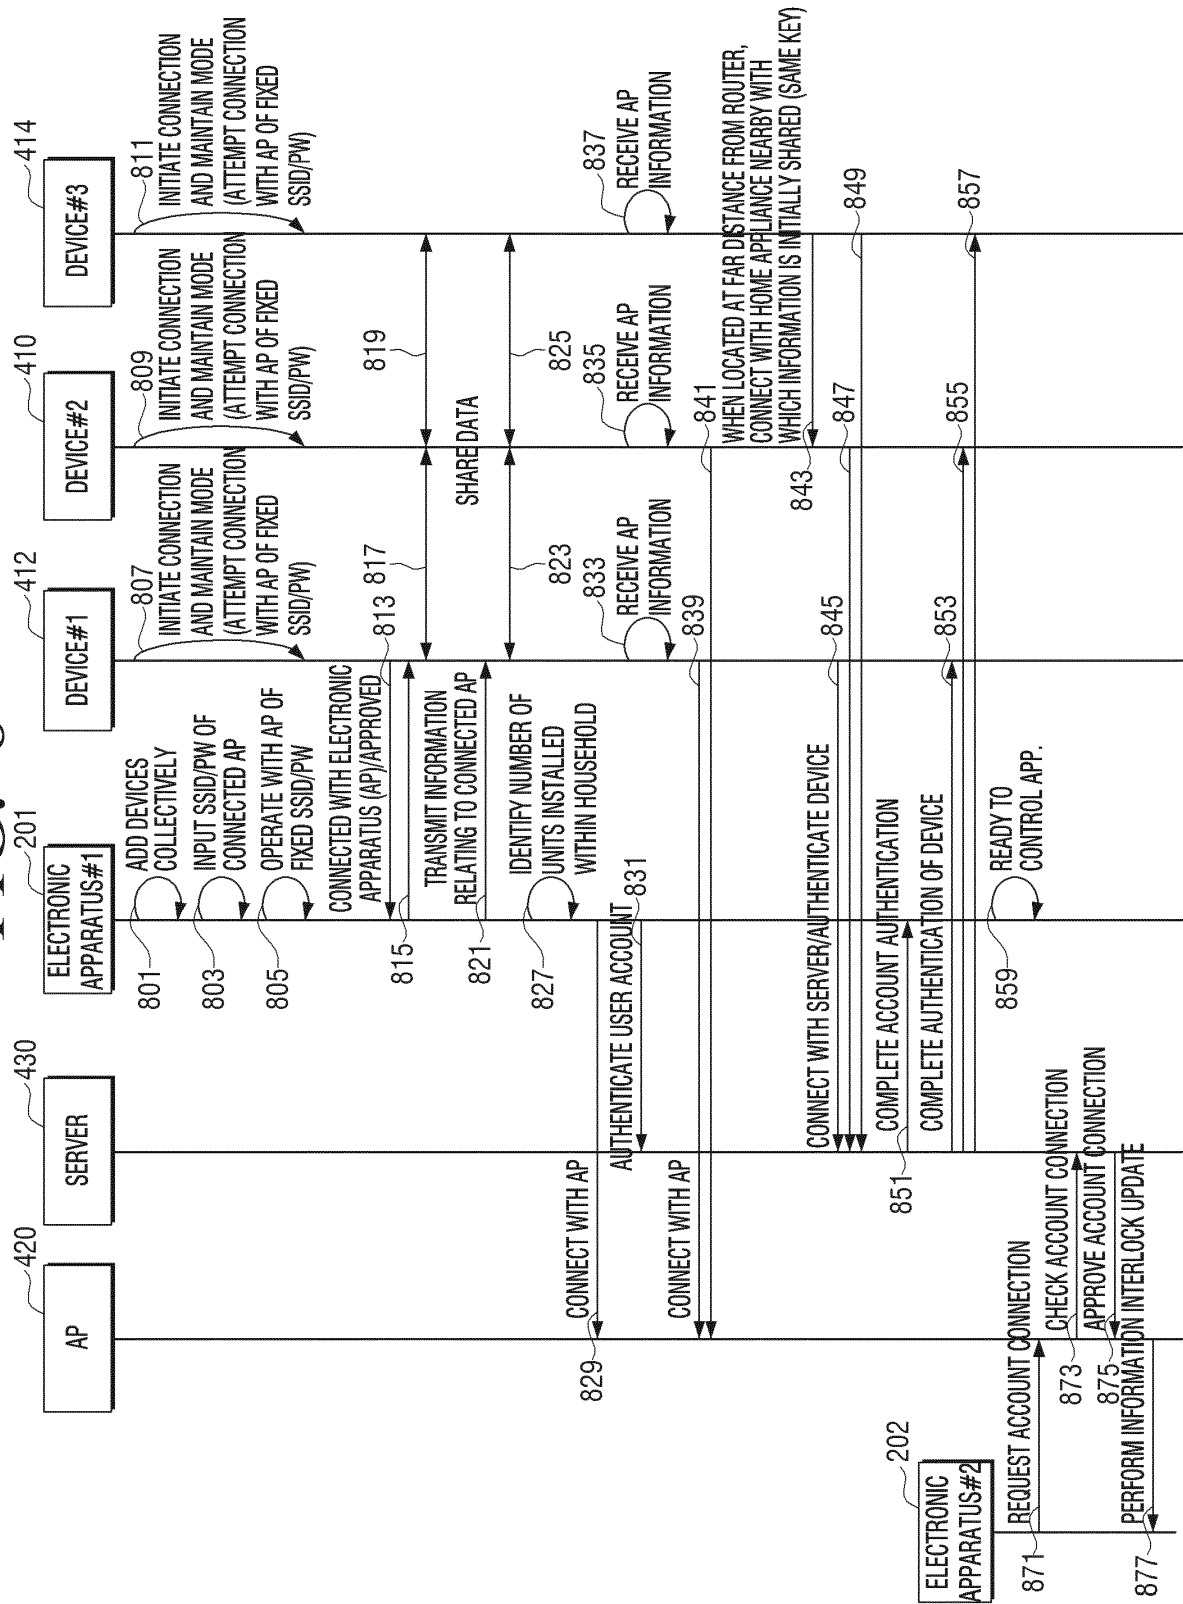 202
ELECTRONIC
APPARATUS#2
420
AP
430
SERVER
201
ELECTRONIC
APPARATUS#1
412
DEVICE#1
410
DEVICE#2
414
DEVICE#3
801
ADD DEVICES
COLLECTIVELY
803
INPUT SSID/PW OF
CONNECTED AP
805
OPERATE WITH AP OF
FIXED SSID/PW
807
INITIATE CONNECTION
AND MAINTAIN MODE
(ATTEMPT CONNECTION
WITH AP OF FIXED
SSID/PW)
809
INITIATE CONNECTION
AND MAINTAIN MODE
(ATTEMPT CONNECTION
WITH AP OF FIXED
SSID/PW)
811
INITIATE CONNECTION
AND MAINTAIN MODE
(ATTEMPT CONNECTION
WITH AP OF FIXED
SSID/PW)
CONNECTED WITH ELECTRONIC
APPARATUS (AP)/APPROVED
813
815
817
819
TRANSMIT INFORMATION
RELATING TO CONNECTED AP
821
SHARE DATA
823
825
827
IDENTIFY NUMBER OF
UNITS INSTALLED
WITHIN HOUSEHOLD
CONNECT WITH AP
829
AUTHENTICATE USER ACCOUNT
831
833
RECEIVE AP
INFORMATION
835
RECEIVE AP
INFORMATION
837
RECEIVE AP
INFORMATION
CONNECT WITH AP
839
841
WHEN LOCATED AT FAR DISTANCE FROM ROUTER,
CONNECT WITH HOME APPLIANCE NEARBY WITH
WHICH INFORMATION IS INITIALLY SHARED (SAME KEY)
843
CONNECT WITH SERVER/AUTHENTICATE DEVICE
845
847
849
COMPLETE ACCOUNT AUTHENTICATION
851
COMPLETE AUTHENTICATION OF DEVICE
853
855
857
859
READY TO
CONTROL APP.
REQUEST ACCOUNT CONNECTION
871
CHECK ACCOUNT CONNECTION
873
APPROVE ACCOUNT CONNECTION
875
PERFORM INFORMATION INTERLOCK UPDATE
877